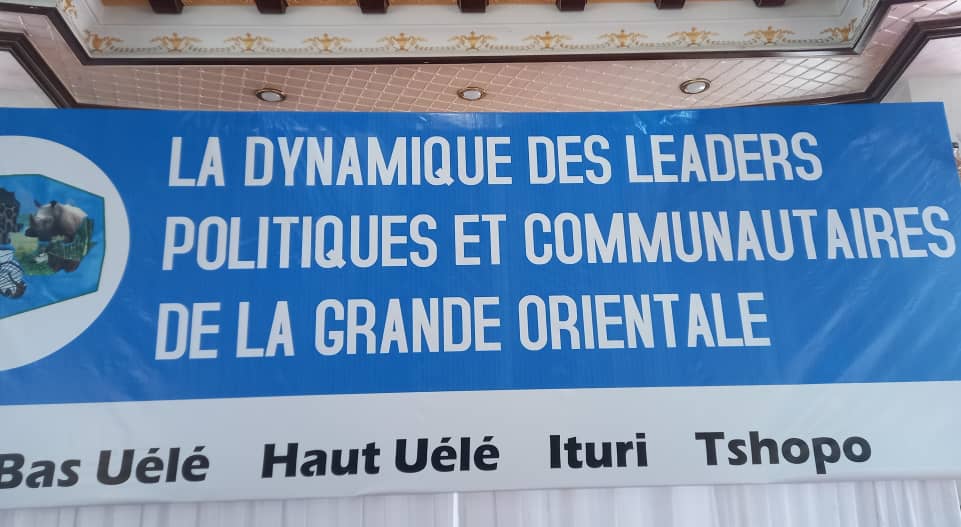 LA DYNAMIQUE DES LEADERS
POLITIQUES ET COMMUNAUTAIRES
DE LA GRANDE ORIENTALE
Bas Uélé Haut Uélé Ituri Tshopo